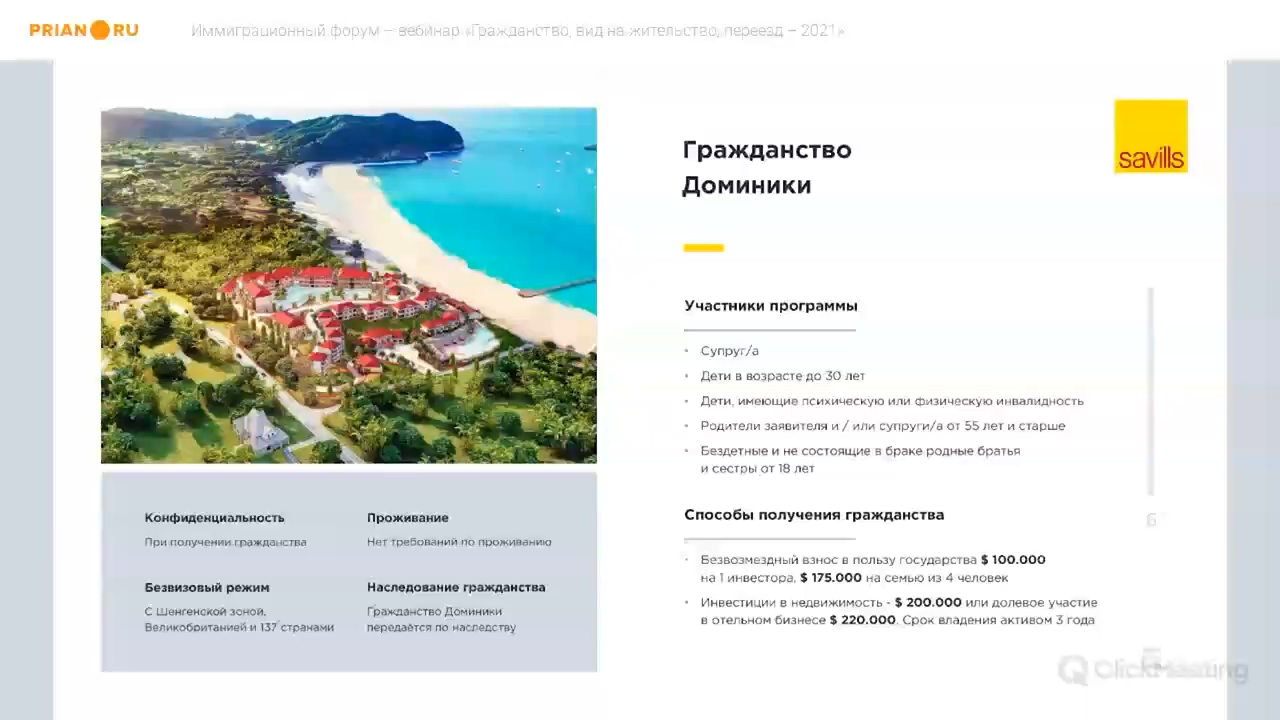 PRIAN RU
Иммиграционный форум – вебинар «Гражданство, вид на жительство, переезд – 2021»
savills
Гражданство
Доминики
Участники программы
• Супруг/а
• Дети в возрасте до 30 лет
• Дети, имеющие психическую или физическую инвалидность
• Родители заявителя и / или супруги/а от 55 лет и старше
• Бездетные и не состоящие в браке родные братья
и сестры от 18 лет
6
Способы получения гражданства
• Безвозмездный взнос в пользу государства $ 100.000
на 1 инвестора, $ 175.000 на семью из 4 человек
• Инвестиции в недвижимость - $ 200.000 или долевое участие
в отельном бизнесе $ 220.000. Срок владения активом 3 года
Конфиденциальность
При получении гражданства
Проживание
Нет требований по проживанию
Безвизовый режим
С Шенгенской зоной,
Великобританией и 137 странами
Наследование гражданства
Гражданство Доминики
передаётся по наследству
ClickMeeting